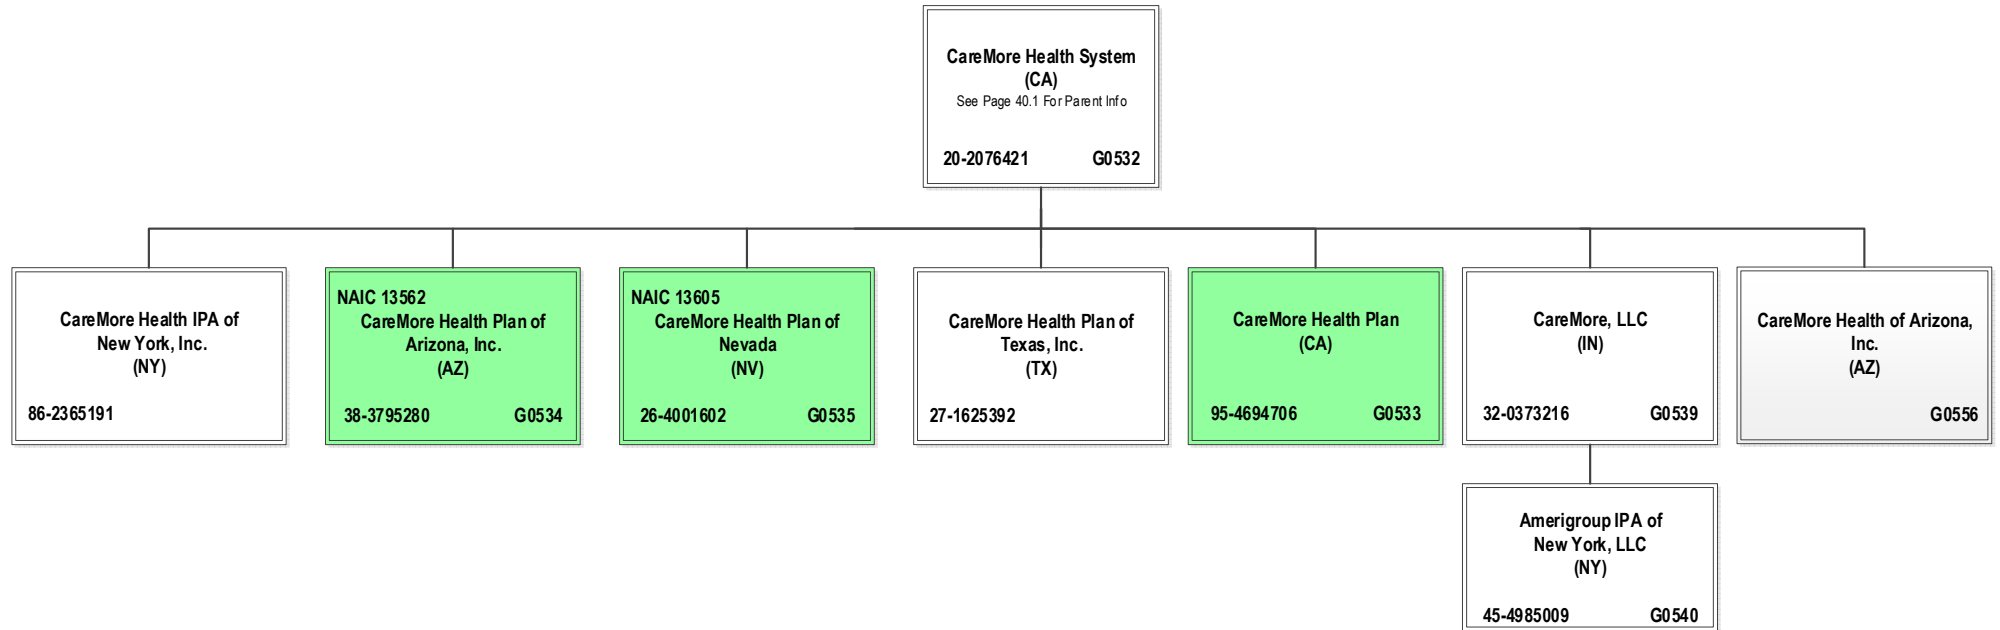 CareMore Health System
(CA)
See Page 40.1 For Parent Info
20-2076421 G0532
CareMore Health IPA of
New York, Inc.
(NY)
86-2365191
NAIC 13562
CareMore Health Plan of
Arizona, Inc.
(AZ)
38-3795280 G0534
NAIC 13605
CareMore Health Plan of
Nevada
(NV)
26-4001602 G0535
CareMore Health Plan of
Texas, Inc.
(TX)
27-1625392
CareMore Health Plan
(CA)
95-4694706 G0533
CareMore, LLC
(IN)
32-0373216 G0539
CareMore Health of Arizona,
Inc.
(AZ)
G0556
Amerigroup IPA of
New York, LLC
(NY)
45-4985009 G0540